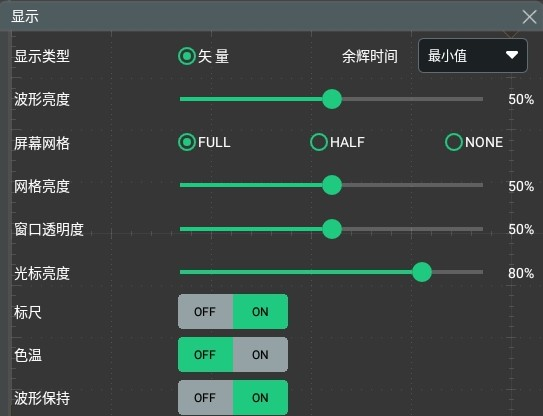 显示
显示类型 矢量 余辉时间 最小值
波形亮度 50%
屏幕网格 FULL HALF NONE
网格亮度 50%
窗口透明度 50%
光标亮度 80%
标尺 OFF ON
色温 OFF ON
波形保持 OFF ON